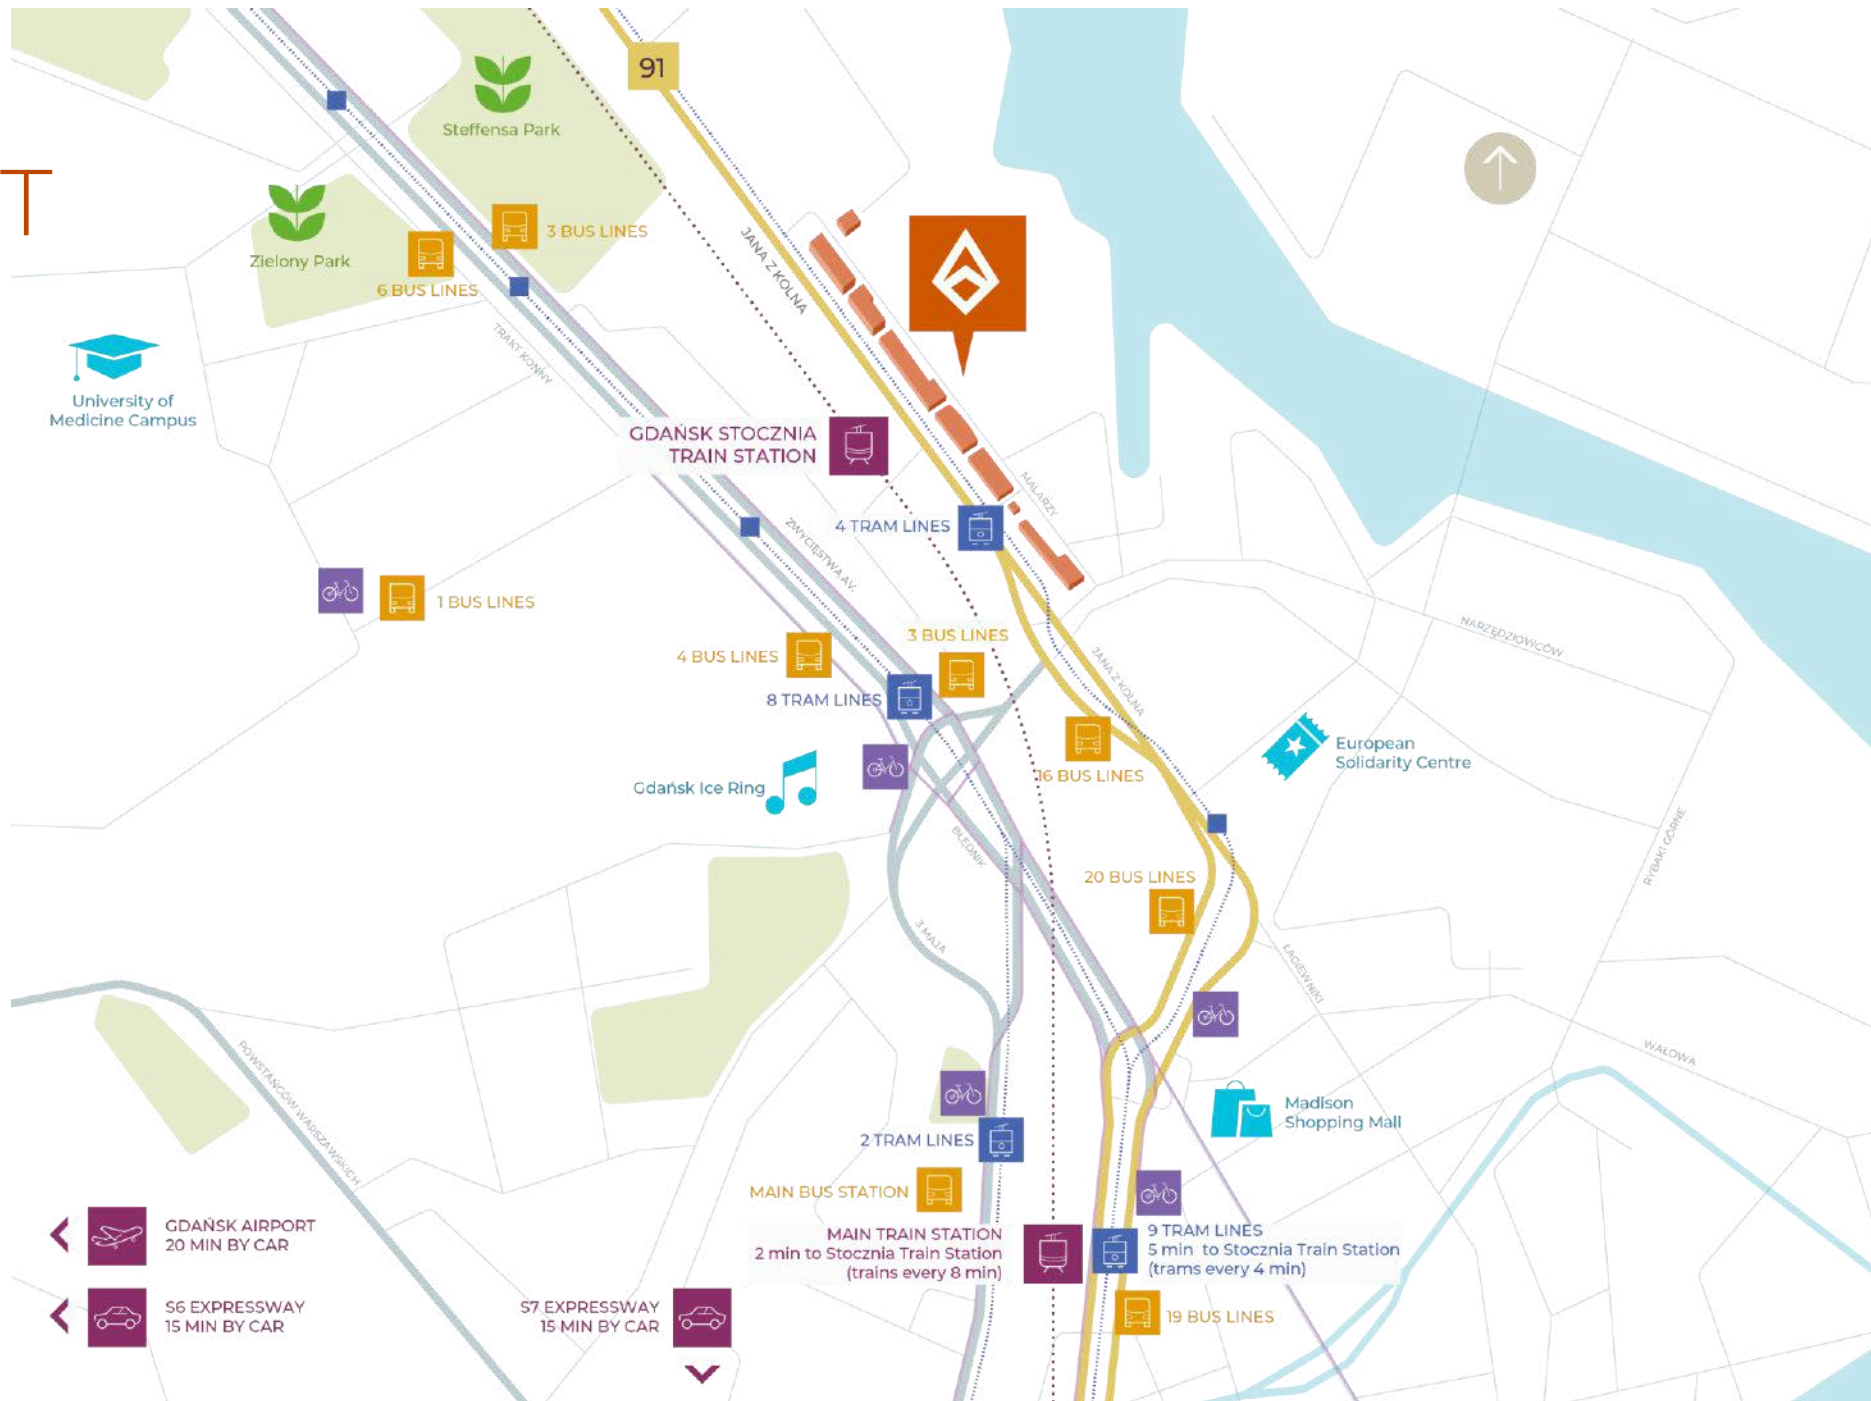 91
Steffensa Park
T
3 BUS LINES
Zielony Park
6 BUS LINES
JANA Z KOLNA
TRAKT KONNY
University of
Medicine Campus
GDAŃSK STOCZNIA
TRAIN STATION
MALARZY
4 TRAM LINES
ZWYCIĘSTWA AV.
1 BUS LINES
3 BUS LINES
4 BUS LINES
NARZĘDZIOWCÓW
JANA Z KOLNA
8 TRAM LINES
European
Solidarity Centre
16 BUS LINES
Gdańsk Ice Ring
BŁĘDNIK
RYBAKI GÓRNE
20 BUS LINES
3 MAJA
ŁAGIEWNIKI
WAŁOWA
POWSTAŃCÓW WARSZAWSKICH
Madison
Shopping Mall
2 TRAM LINES
MAIN BUS STATION
GDAŃSK AIRPORT
20 MIN BY CAR
MAIN TRAIN STATION
2 min to Stocznia Train Station
(trains every 8 min)
9 TRAM LINES
5 min to Stocznia Train Station
(trams every 4 min)
S6 EXPRESSWAY
15 MIN BY CAR
S7 EXPRESSWAY
15 MIN BY CAR
19 BUS LINES